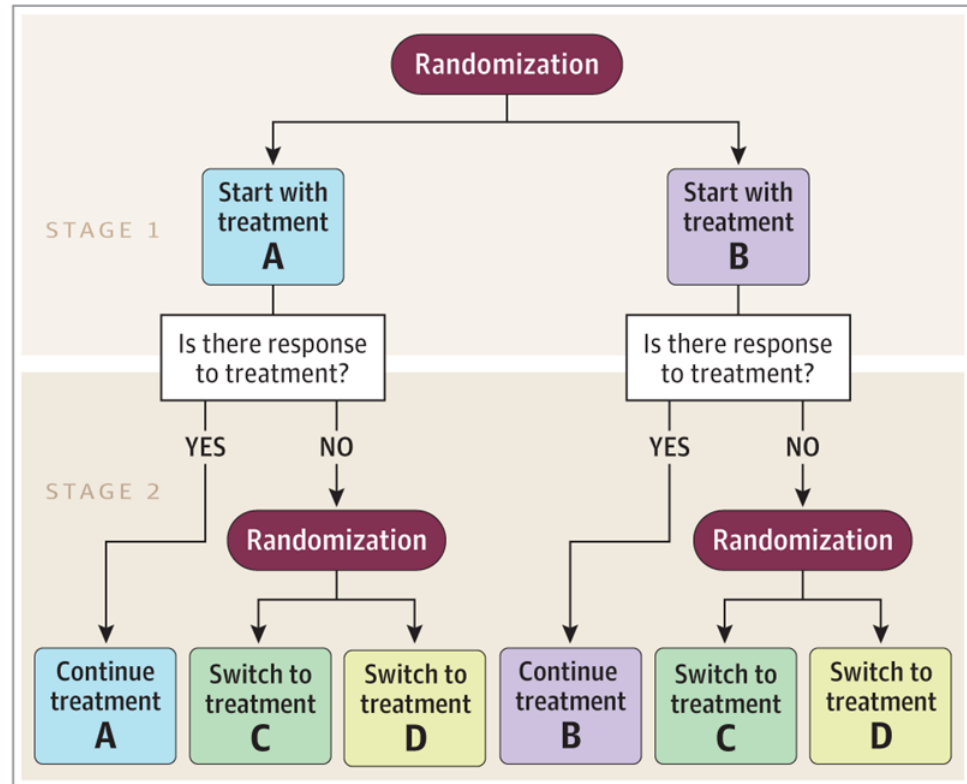 Randomization
Start with
treatment
A
Start with
treatment
B
STAGE 1
Is there response
to treatment?
Is there response
to treatment?
YES
NO
YES
NO
STAGE 2
Randomization
Randomization
Continue
treatment
A
Switch to
treatment
C
Switch to
treatment
D
Continue
treatment
B
Switch to
treatment
C
Switch to
treatment
D